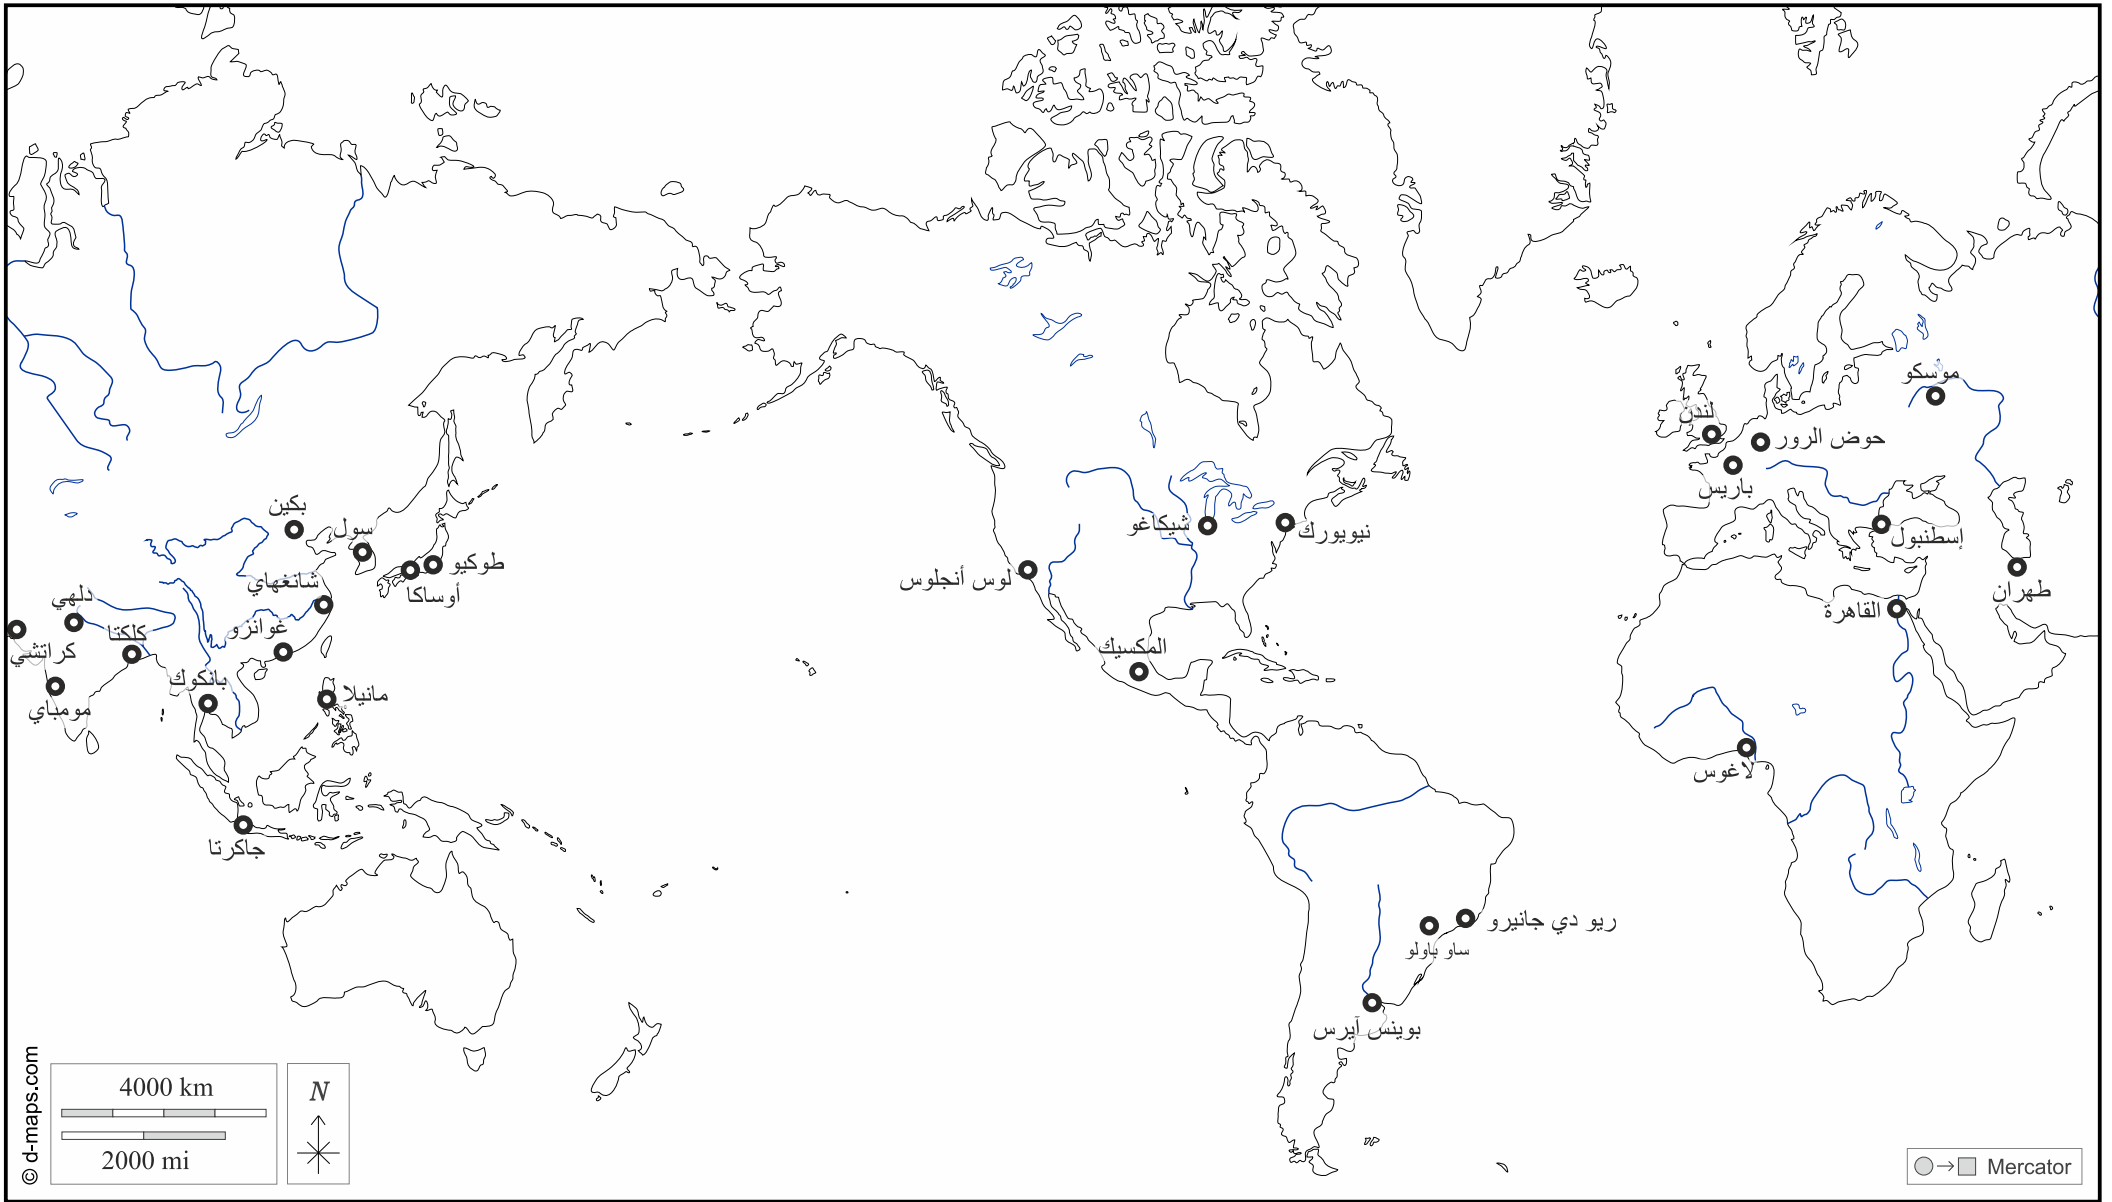 موسكو
لندن
حوض الرور
باريس
بكين
سول
شيكاغو
نيويورك
إسطنبول
طوكيو
أوساكا
لوس أنجلوس
شانغهاي
طهران
دلهي
القاهرة
غوانزو
كلكتا
كراتشي
المكسيك
بانكوك
مانيلا
مومباي
لاغوس
جاكرتا
ريو دي جانيرو
ساو باولو
بوينس آيرس
© d-maps.com
4000 km
2000 mi
N
Mercator